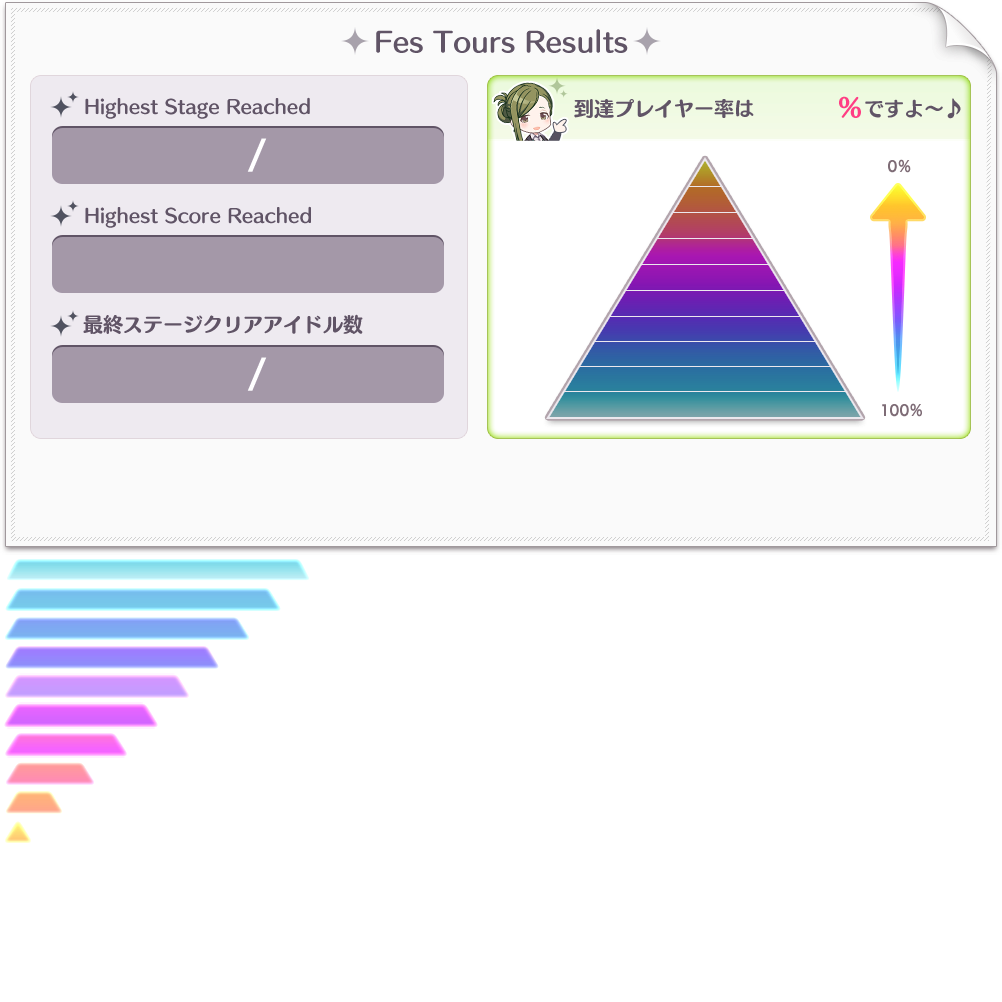 Fes Tours Results
Highest Stage Reached
/
Highest Score Reached
最終ステージクリアアイドル数
/
到達プレイヤー率は %ですよ～♪
0%
100%